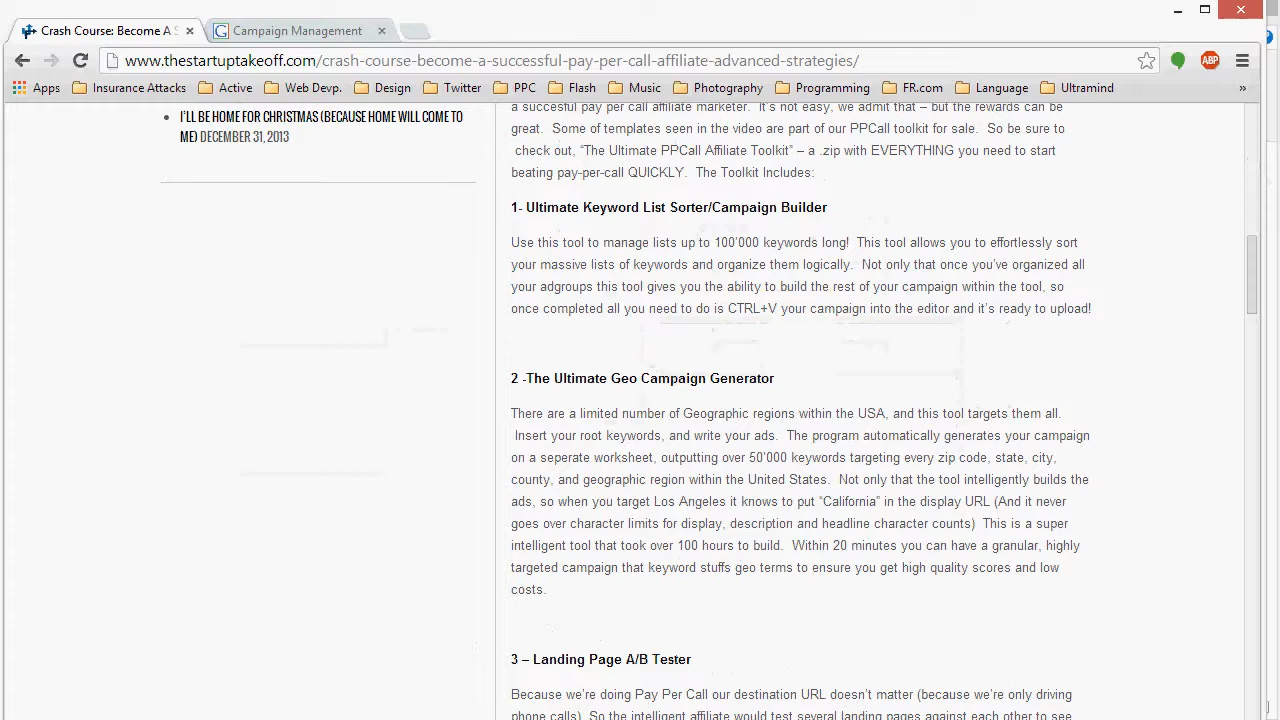 Crash Course: Become A S
Campaign Management
www.thestartuptakeoff.com/crash-course-become-a-successful-pay-per-call-affiliate-advanced-strategies/
ABP
Apps Insurance Attacks Active Web Devp. Design Twitter PPC Flash Music Photography Programming FR.com Language Ultramind »
I'LL BE HOME FOR CHRISTMAS (BECAUSE HOME WILL COME
ME) DECEMBER 31, 2013
a succesful pay per call affiliate marketer. It's not easy, we admit that – but the rewards can be
great. Some of templates seen in the video are part of our PPCall toolkit for sale. So be sure to
check out, “The Ultimate PPCall Affiliate Toolkit” – a .zip with EVERYTHING you need to start
beating pay-per-call QUICKLY. The Toolkit Includes:
1- Ultimate Keyword List Sorter/Campaign Builder
Use this tool to manage lists up to 100'000 keywords long! This tool allows you to effortlessly sort
your massive lists of keywords and organize them logically. Not only that once you've organized all
your adgroups this tool gives you the ability to build the rest of your campaign within the tool, so
once completed all you need to do is CTRL+V your campaign into the editor and it's ready to upload!
2 -The Ultimate Geo Campaign Generator
There are a limited number of Geographic regions within the USA, and this tool targets them all.
Insert your root keywords, and write your ads. The program automatically generates your campaign
on a seperate worksheet, outputting over 50'000 keywords targeting every zip code, state, city,
county, and geographic region within the United States. Not only that the tool intelligently builds the
ads, so when you target Los Angeles it knows to put “California” in the display URL (And it never
goes over character limits for display, description and headline character counts) This is a super
intelligent tool that took over 100 hours to build. Within 20 minutes you can have a granular, highly
targeted campaign that keyword stuffs geo terms to ensure you get high quality scores and low
costs.
3 – Landing Page A/B Tester
Because we're doing Pay Per Call our destination URL doesn't matter (because we're only driving
phone calls). So the intelligent affiliate would test several landing pages against each other to see